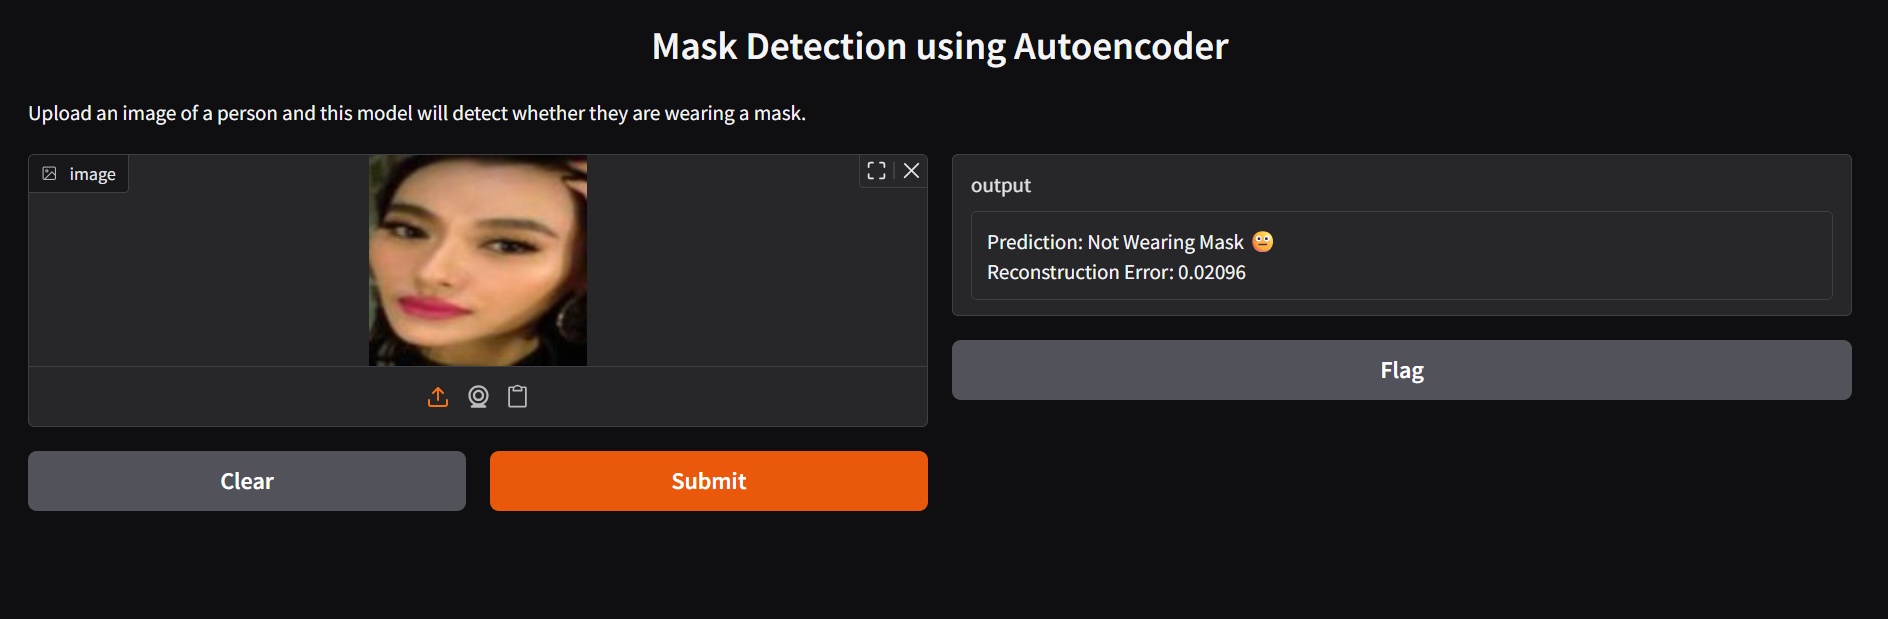 Mask Detection using Autoencoder
Upload an image of a person and this model will detect whether they are wearing a mask.
image
output
Prediction: Not Wearing Mask 😳
Reconstruction Error: 0.02096
Flag
Clear
Submit